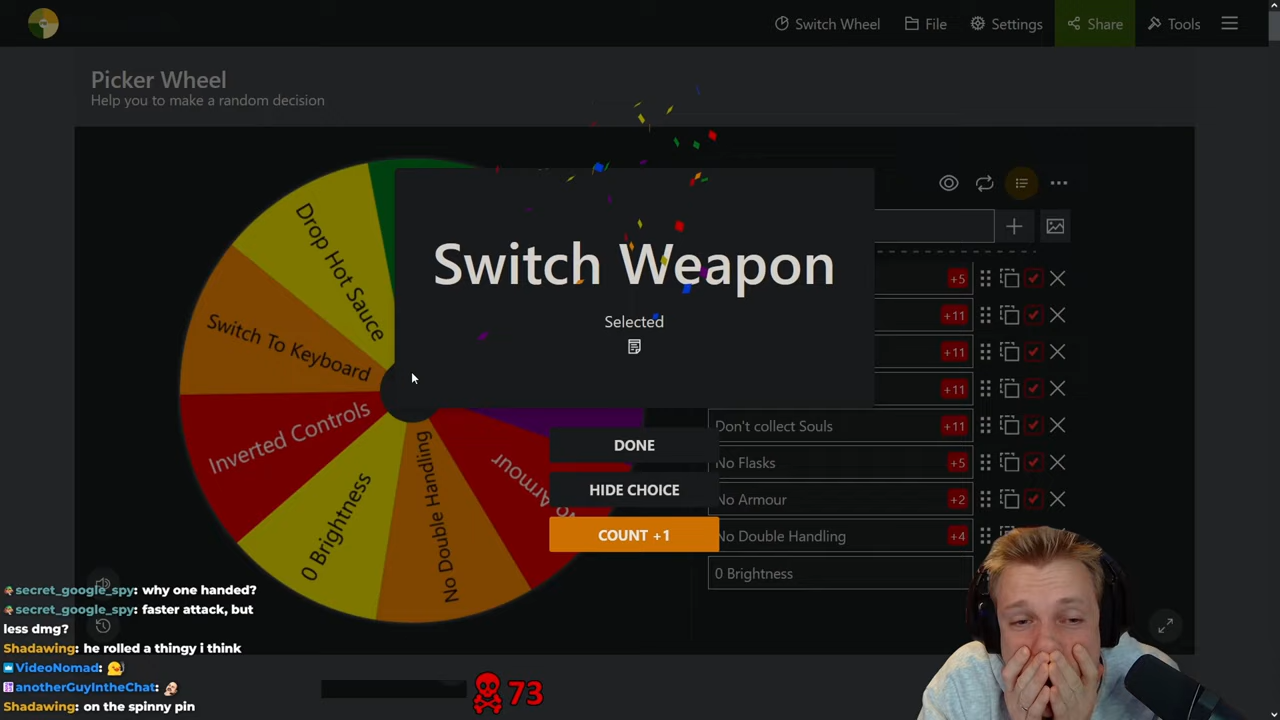 Switch Wheel
File
Settings
Share
Tools
Picker Wheel
Help you to make a random decision
Drop Hot Sauce
Switch To Keyboard
Inverted Controls
0 Brightness
No Double Handling
No Armour
Switch Weapon
Selected
DONE
HIDE CHOICE
COUNT +1
+5
+11
+11
+11
Don't collect Souls +11
No Flasks +5
No Armour +2
No Double Handling +4
0 Brightness
secret_google_spy: why one handed?
secret_google_spy: faster attack, but
less dmg?
Shadawing: he rolled a thingy i think
VideoNomad:
anotherGuyIntheChat:
Shadawing: on the spinny pin
73